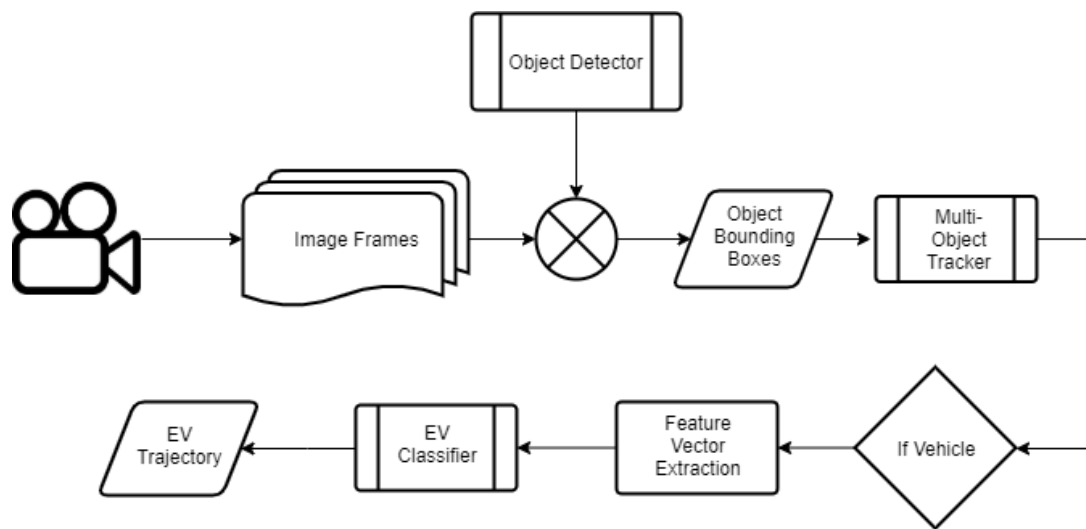 Object Detector
Image Frames
Object
Bounding
Boxes
Multi-
Object
Tracker
If Vehicle
Feature
Vector
Extraction
EV
Classifier
EV
Trajectory